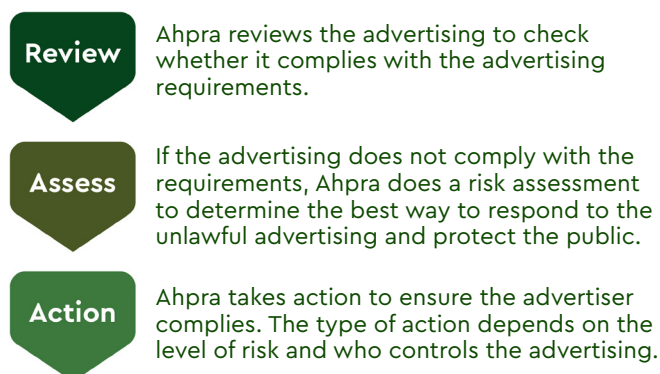 Review
Ahpra reviews the advertising to check
whether it complies with the advertising
requirements.
Assess
If the advertising does not comply with the
requirements, Ahpra does a risk assessment
to determine the best way to respond to the
unlawful advertising and protect the public.
Action
Ahpra takes action to ensure the advertiser
complies. The type of action depends on the
level of risk and who controls the advertising.